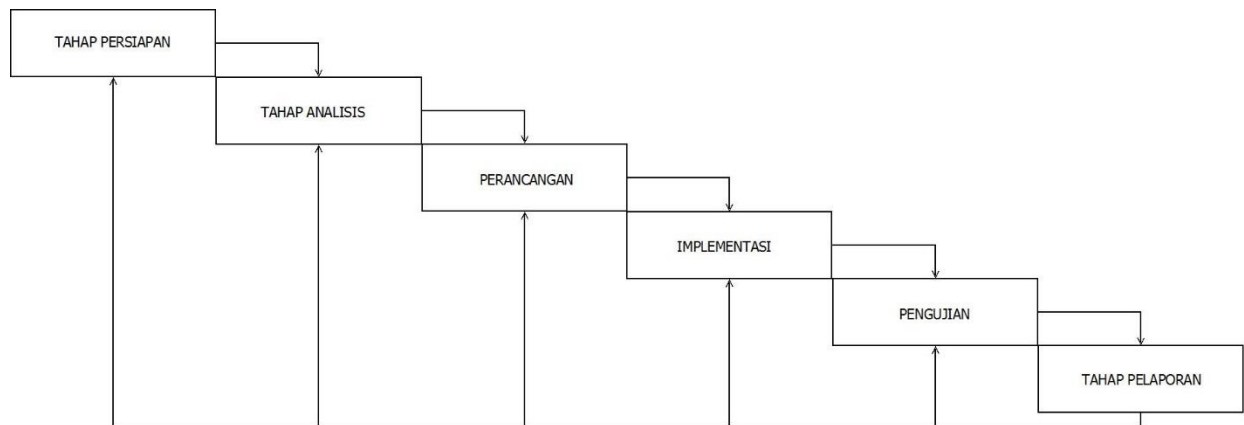 TAHAP PERSIAPAN
TAHAP ANALISIS
PERANCANGAN
IMPLEMENTASI
PENGUJIAN
TAHAP PELAPORAN